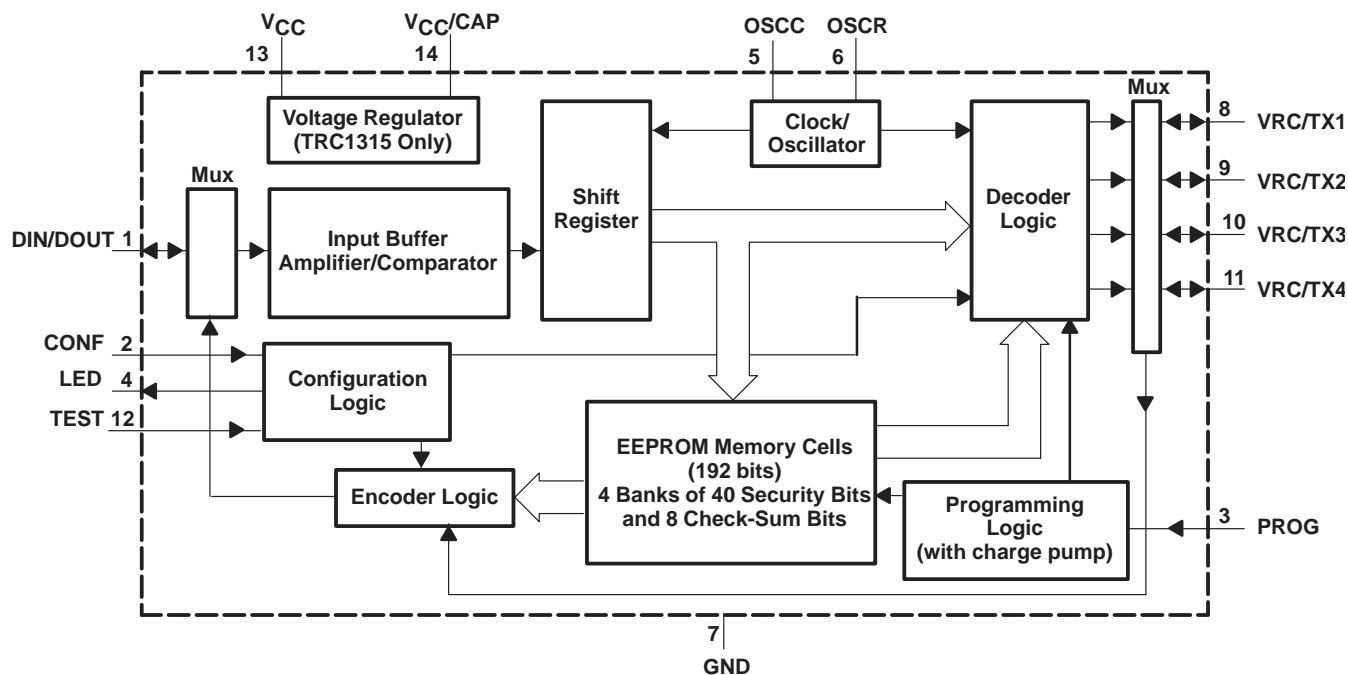 VCC
13
VCC/CAP
14
OSCC
5
OSCR
6
Voltage Regulator
(TRC1315 Only)
Clock/
Oscillator
Mux
8 VRC/TX1
9 VRC/TX2
10 VRC/TX3
11 VRC/TX4
Mux
DIN/DOUT 1
Input Buffer
Amplifier/Comparator
Shift
Register
Decoder
Logic
CONF 2
LED 4
TEST 12
Configuration
Logic
Encoder Logic
EEPROM Memory Cells
(192 bits)
4 Banks of 40 Security Bits
and 8 Check-Sum Bits
Programming
Logic
(with charge pump)
3 PROG
7
GND